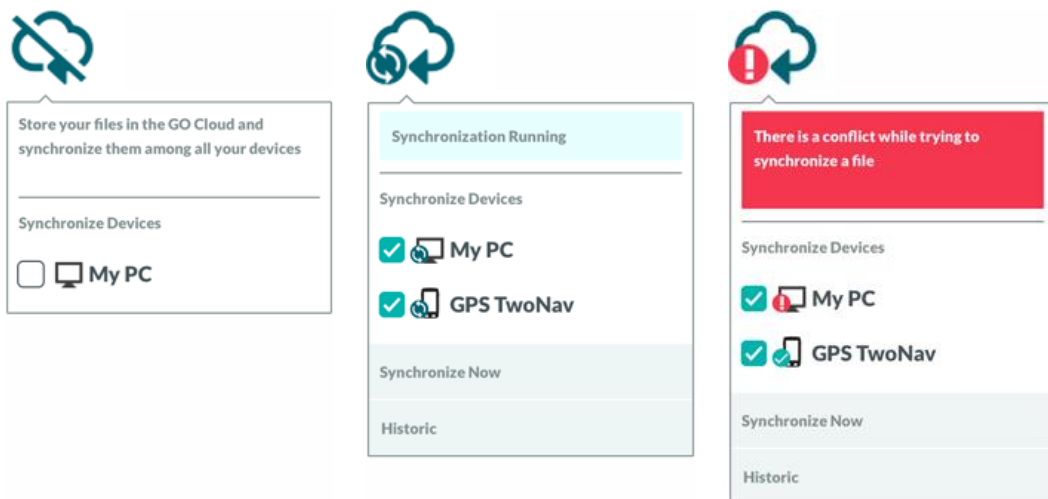 Store your files in the GO Cloud and
synchronize them among all your devices
Synchronize Devices
My PC
Synchronization Running
Synchronize Devices
My PC
GPS TwoNav
Synchronize Now
Historic
There is a conflict while trying to
synchronize a file
Synchronize Devices
My PC
GPS TwoNav
Synchronize Now
Historic